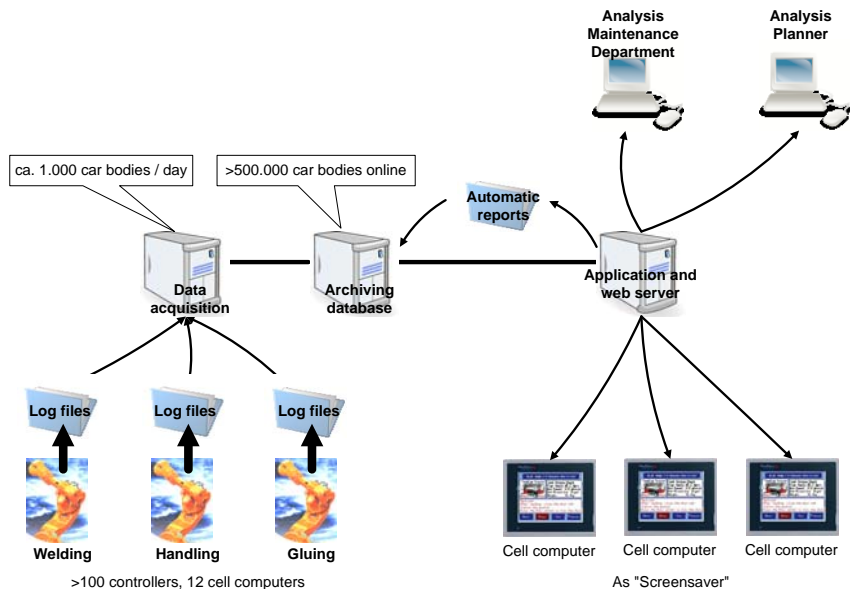 Analysis
Maintenance
Department
Analysis
Planner
ca. 1.000 car bodies / day
>500.000 car bodies online
Automatic
reports
Data
acquisition
Archiving
database
Application and
web server
Log files
Log files
Log files
Welding
Handling
Gluing
>100 controllers, 12 cell computers
Cell computer
Cell computer
Cell computer
As "Screensaver"